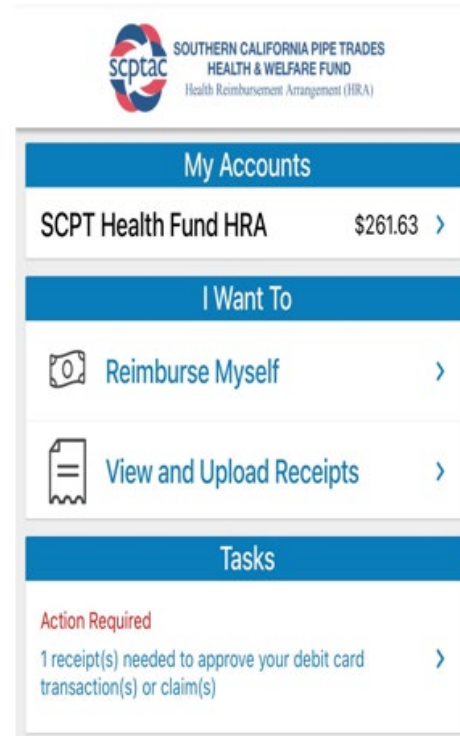 scptac
SOUTHERN CALIFORNIA PIPE TRADES
HEALTH & WELFARE FUND
Health Reimbursement Arrangement (HRA)
My Accounts
SCPT Health Fund HRA $261.63
I Want To
Reimburse Myself
View and Upload Receipts
Tasks
Action Required
1 receipt(s) needed to approve your debit card
transaction(s) or claim(s)